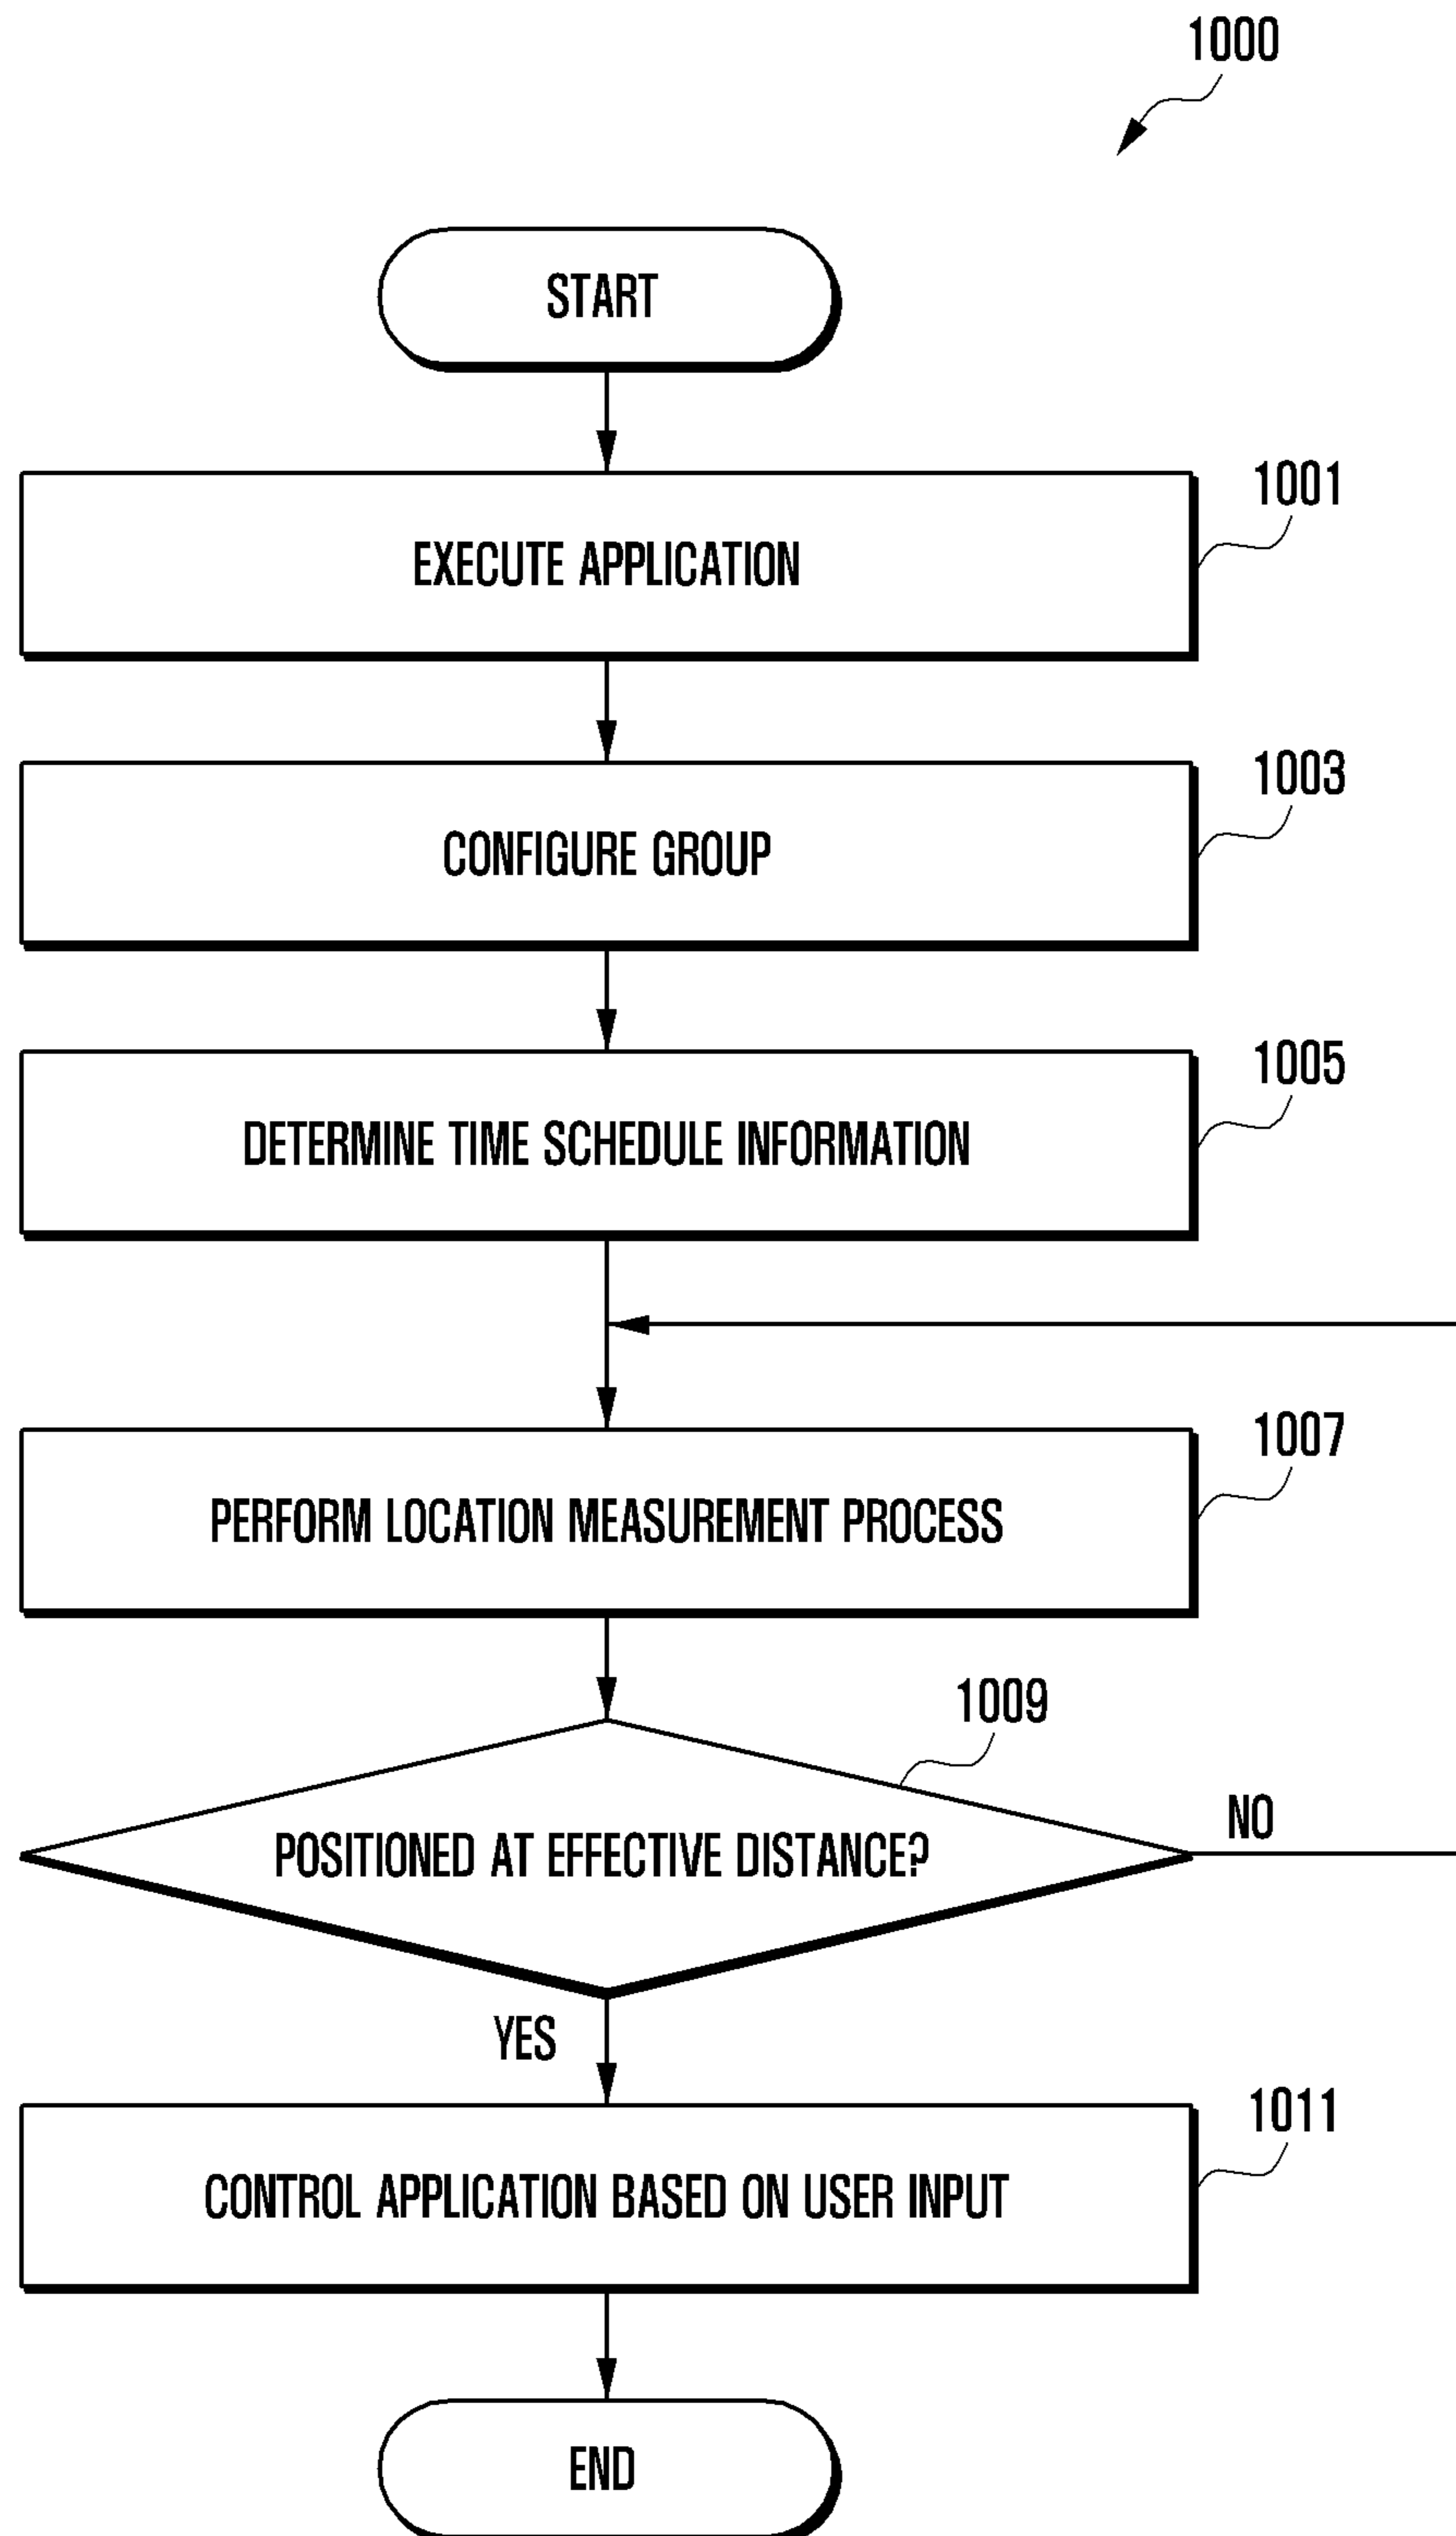 1000
START
1001
EXECUTE APPLICATION
1003
CONFIGURE GROUP
1005
DETERMINE TIME SCHEDULE INFORMATION
1007
PERFORM LOCATION MEASUREMENT PROCESS
1009
POSITIONED AT EFFECTIVE DISTANCE?
NO
YES
1011
CONTROL APPLICATION BASED ON USER INPUT
END